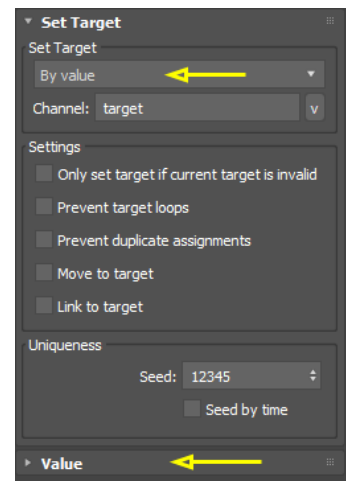 Set Target
Set Target
By value
Channel: target v
Settings
Only set target if current target is invalid
Prevent target loops
Prevent duplicate assignments
Move to target
Link to target
Uniqueness
Seed: 12345
Seed by time
Value